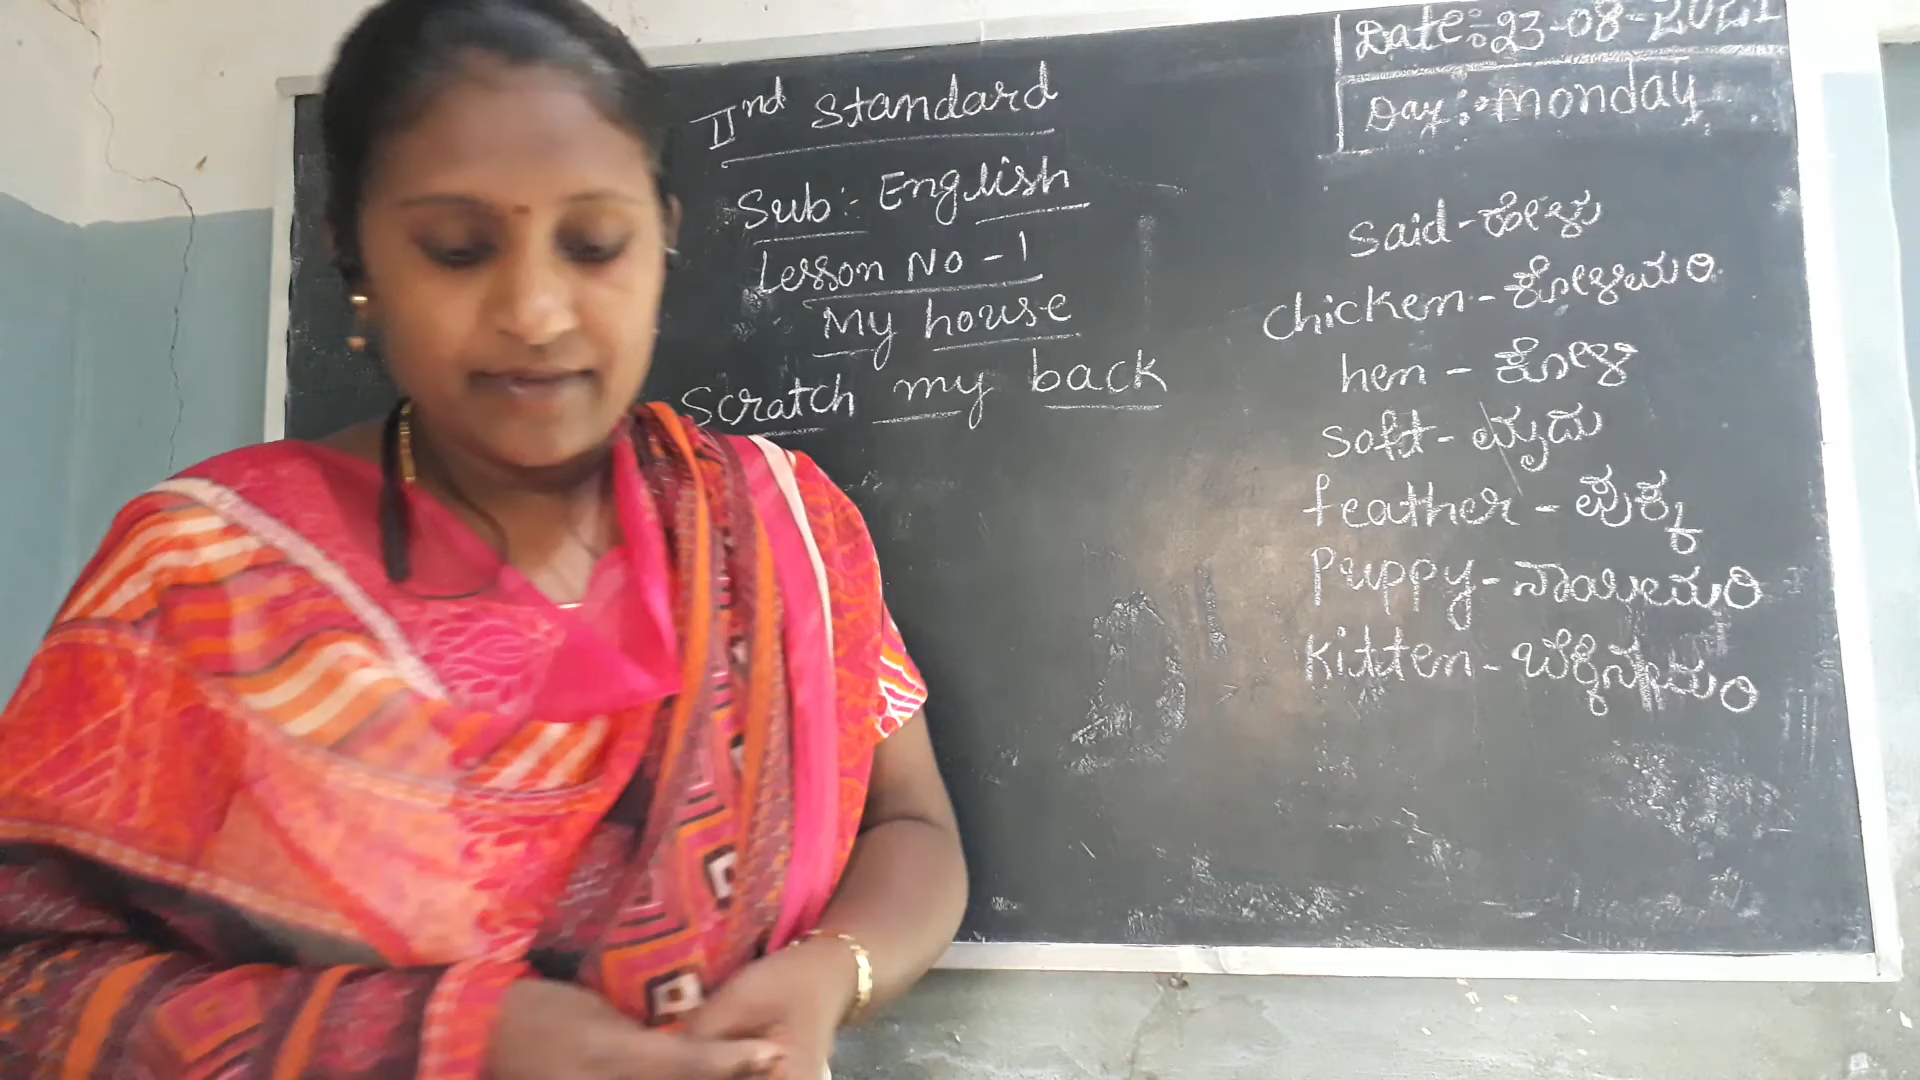 IInd Standard
Sub:- English
Lesson No - 1
My house
Scratch my back
Date: 23-08-2021
Day: monday
Said - ಹೇಳು
Chicken - ಕೋಳಿಮರಿ
hen - ಕೋಳಿ
Soft - ಮೃದು
feather - ಪುಕ್ಕ
Puppy - ನಾಯಿಮರಿ
Kitten - ಬೆಕ್ಕಿನಮರಿ